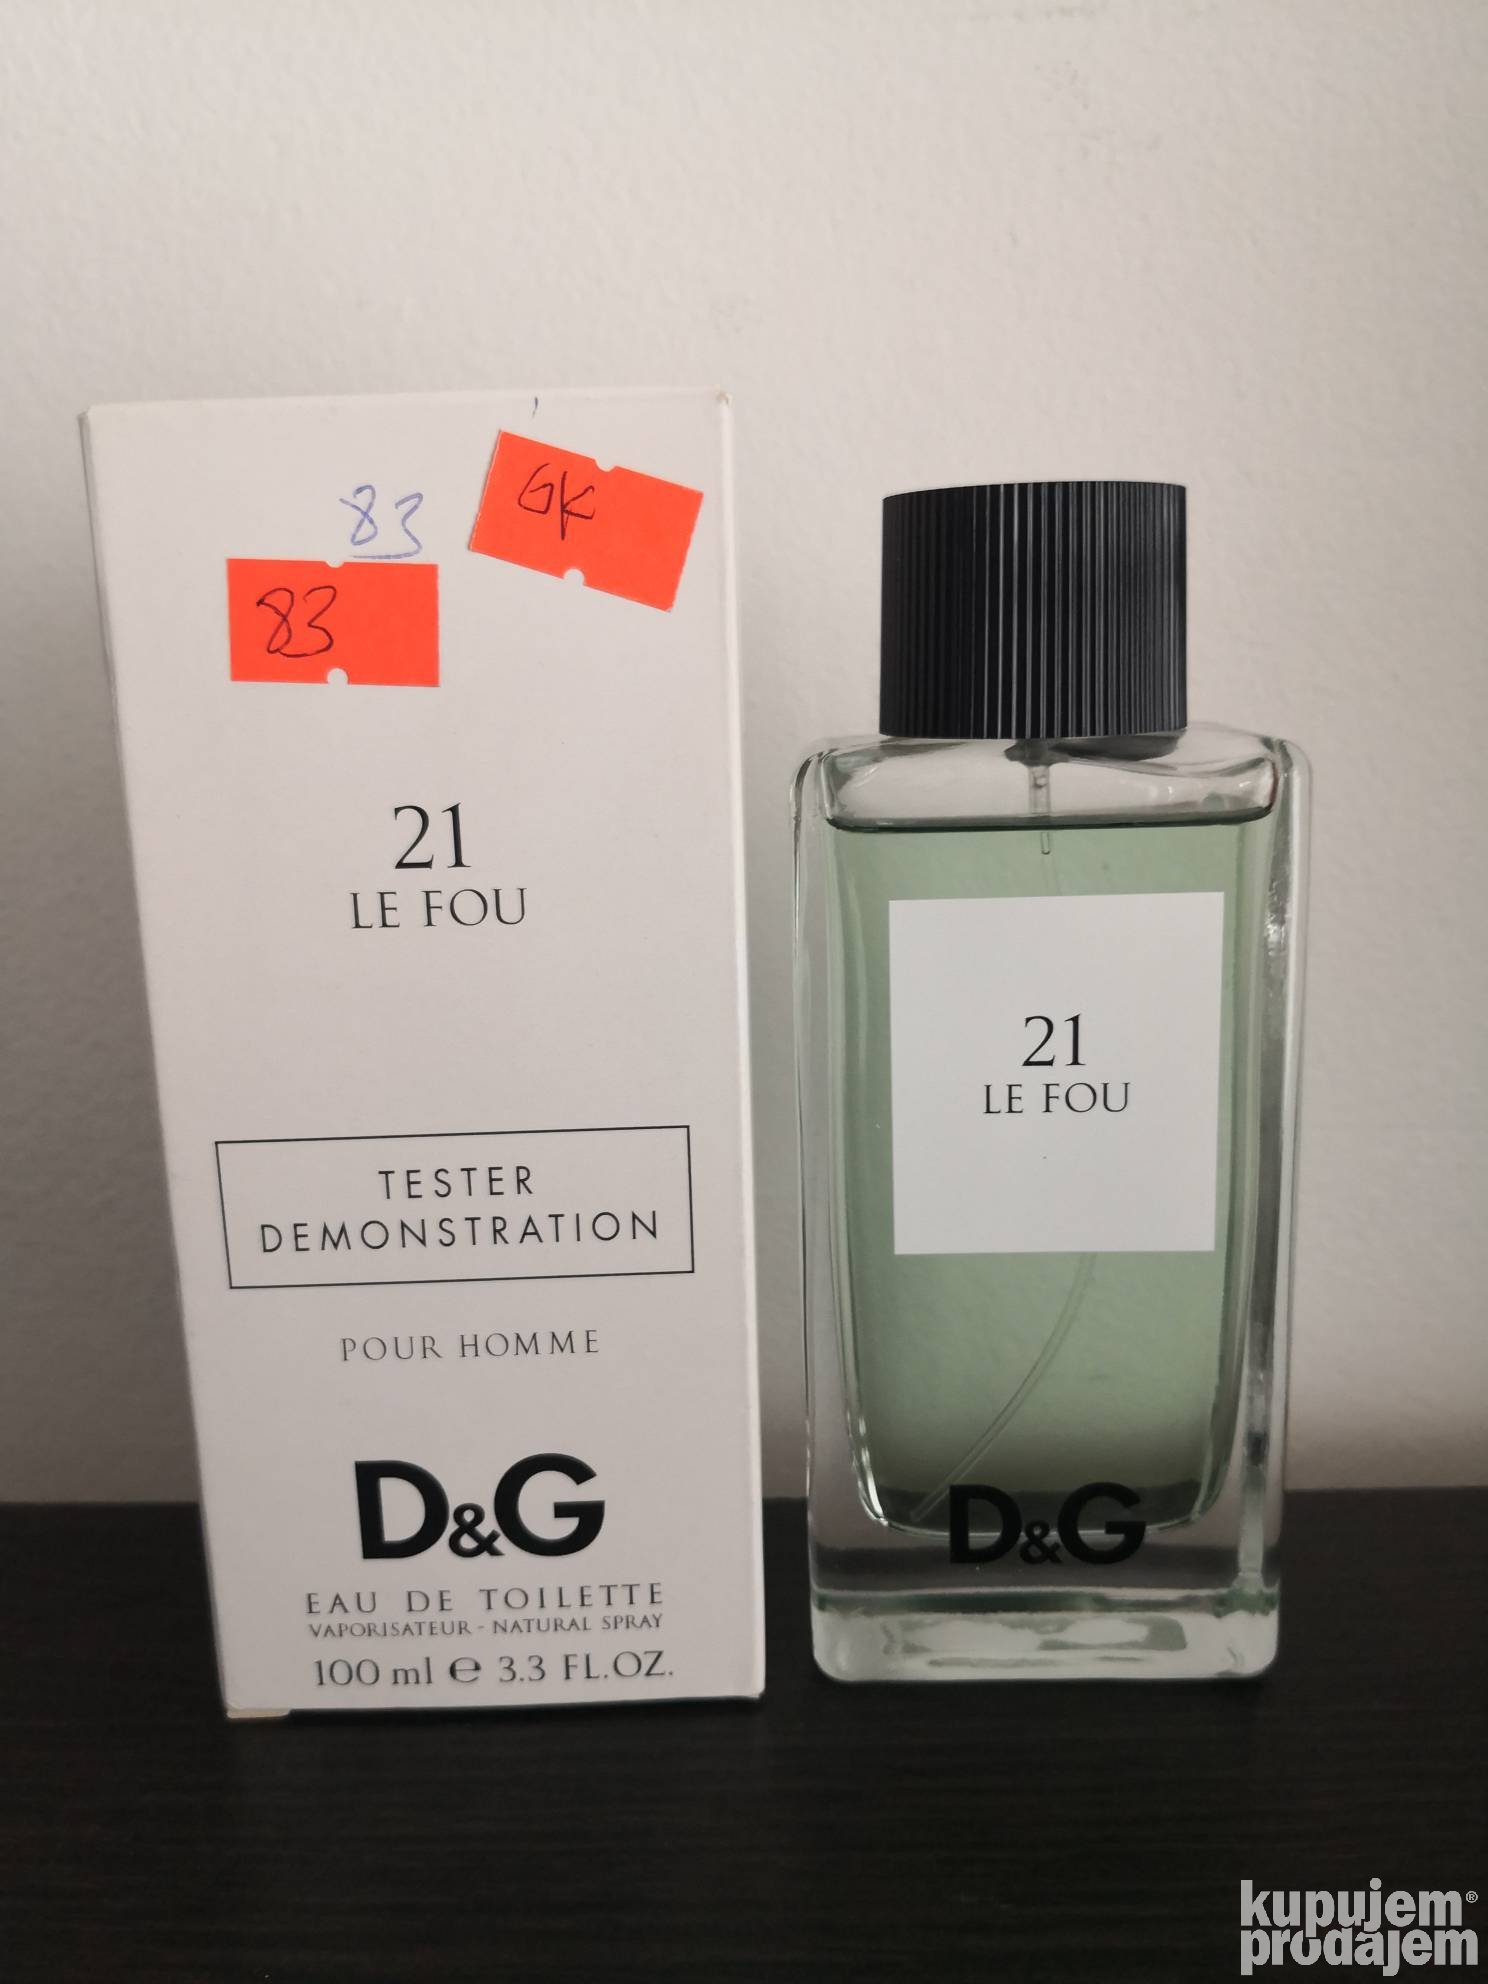 83
GK
83
21
LE FOU
TESTER
DEMONSTRATION
POUR HOMME
D&G
EAU DE TOILETTE
VAPORISATEUR - NATURAL SPRAY
100 ml ℮ 3.3 FL.OZ.
21
LE FOU
D&G
kupujem®
prodajem